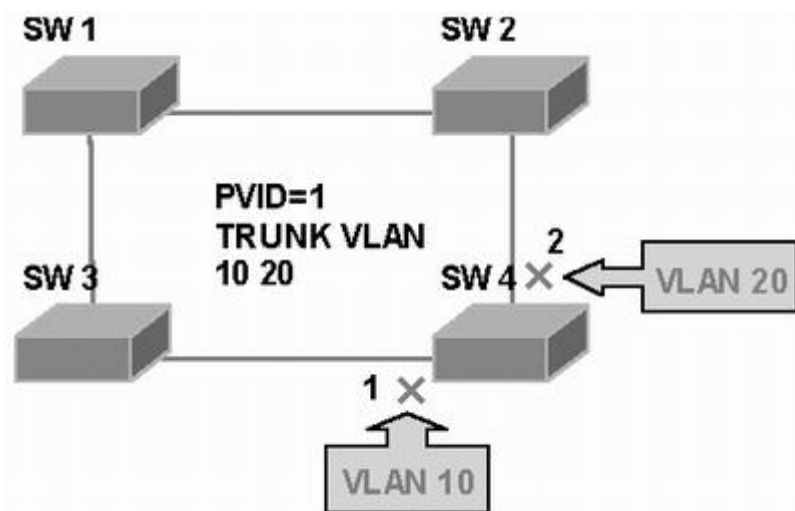 SW 1
SW 2
PVID=1
TRUNK VLAN
10 20
2
SW 3
SW 4
VLAN 20
1
VLAN 10